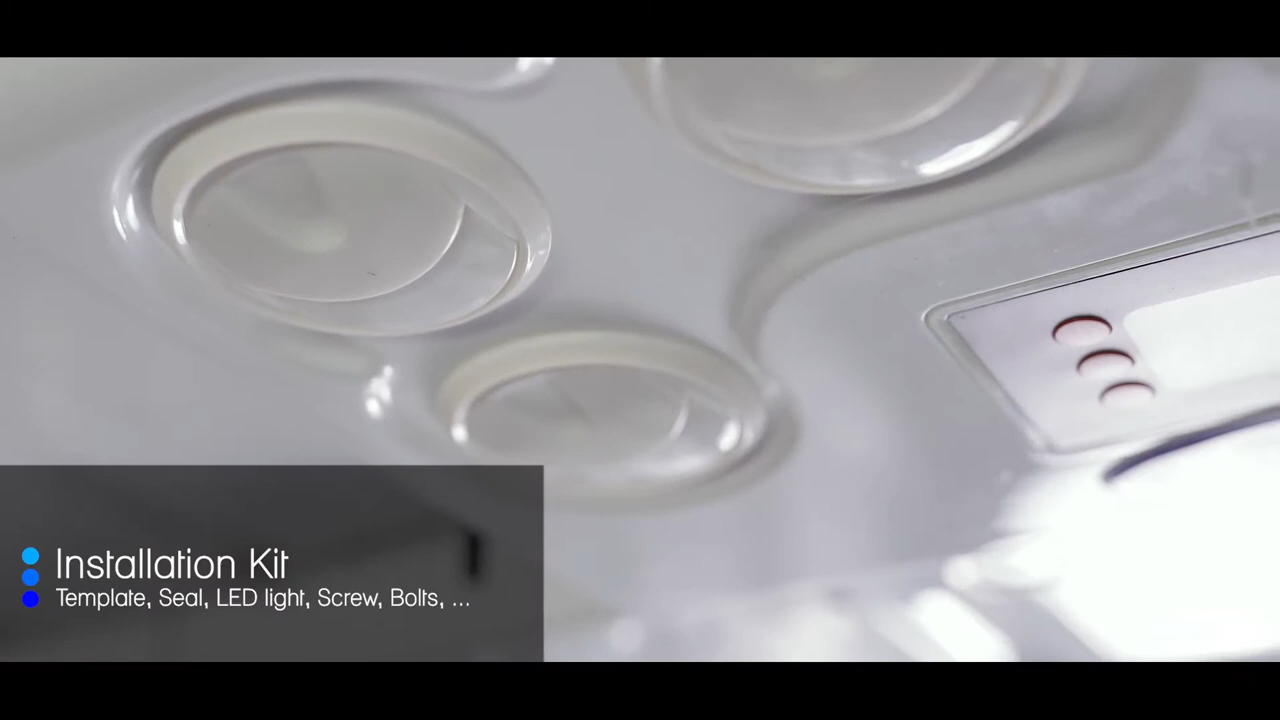 Installation Kit
Template, Seal, LED light, Screw, Bolts, ...